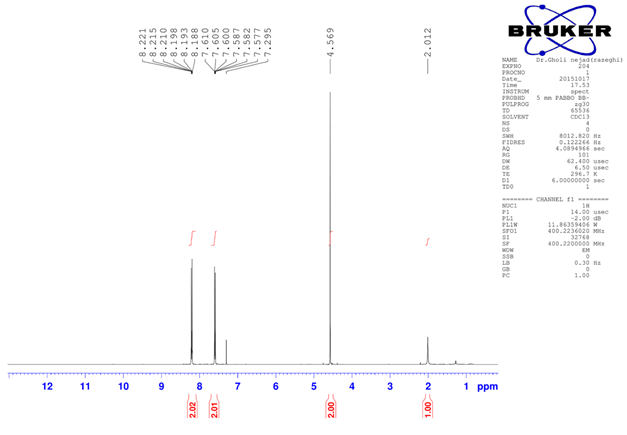 8.221
8.215
8.210
8.198
8.193
8.188
7.610
7.605
7.600
7.587
7.582
7.577
7.295
4.569
2.012
BRUKER
NAME Dr.Gholi nejad(razeghi)
EXPNO 204
PROCNO 1
Date_ 20151017
Time 17.53
INSTRUM spect
PROBHD 5 mm PABBO BB-
PULPROG zg30
TD 65536
SOLVENT CDCl3
NS 4
DS 0
SWH 8012.820 Hz
FIDRES 0.122266 Hz
AQ 4.0894966 sec
RG 101
DW 62.400 usec
DE 6.50 usec
TE 296.7 K
D1 6.00000000 sec
TD0 1
======== CHANNEL f1 ========
NUC1 1H
P1 14.00 usec
PL1 -2.00 dB
PL1W 11.86359406 W
SFO1 400.2236020 MHz
SI 32768
SF 400.2200000 MHz
WDW EM
SSB 0
LB 0.30 Hz
GB 0
PC 1.00
12 11 10 9 8 7 6 5 4 3 2 1 ppm
2.02
2.01
2.00
1.00